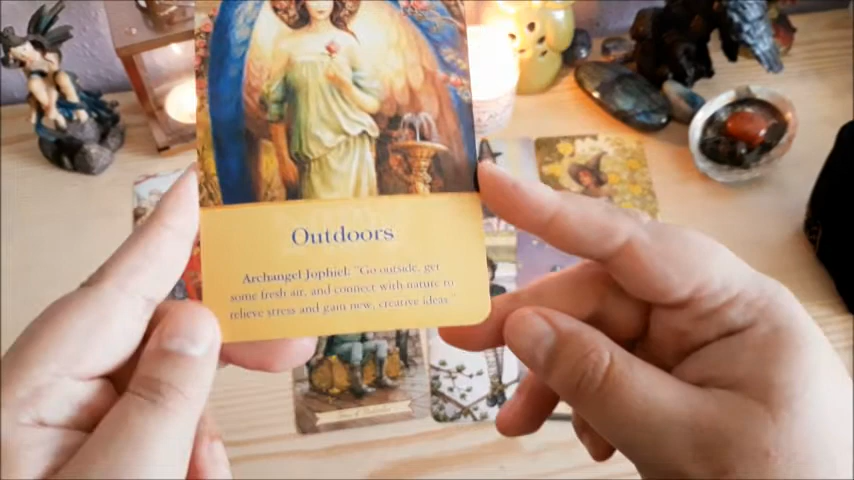 Outdoors
Archangel Jophiel: "Go outside, get
some fresh air, and connect with nature to
relieve stress and gain new, creative ideas."